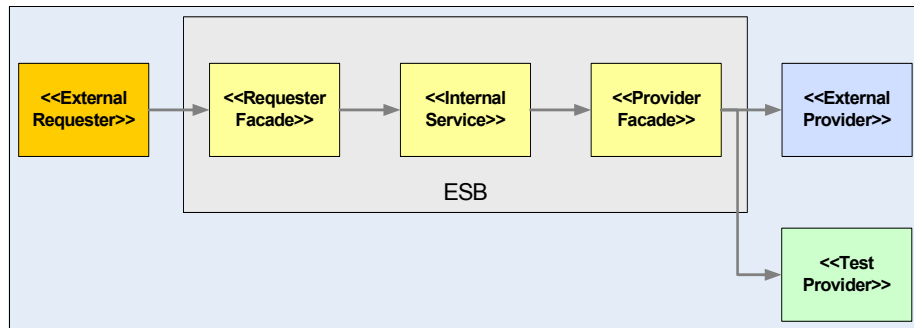 <<External
Requester>>
<<Requester
Facade>>
<<Internal
Service>>
<<Provider
Facade>>
<<External
Provider>>
ESB
<<Test
Provider>>